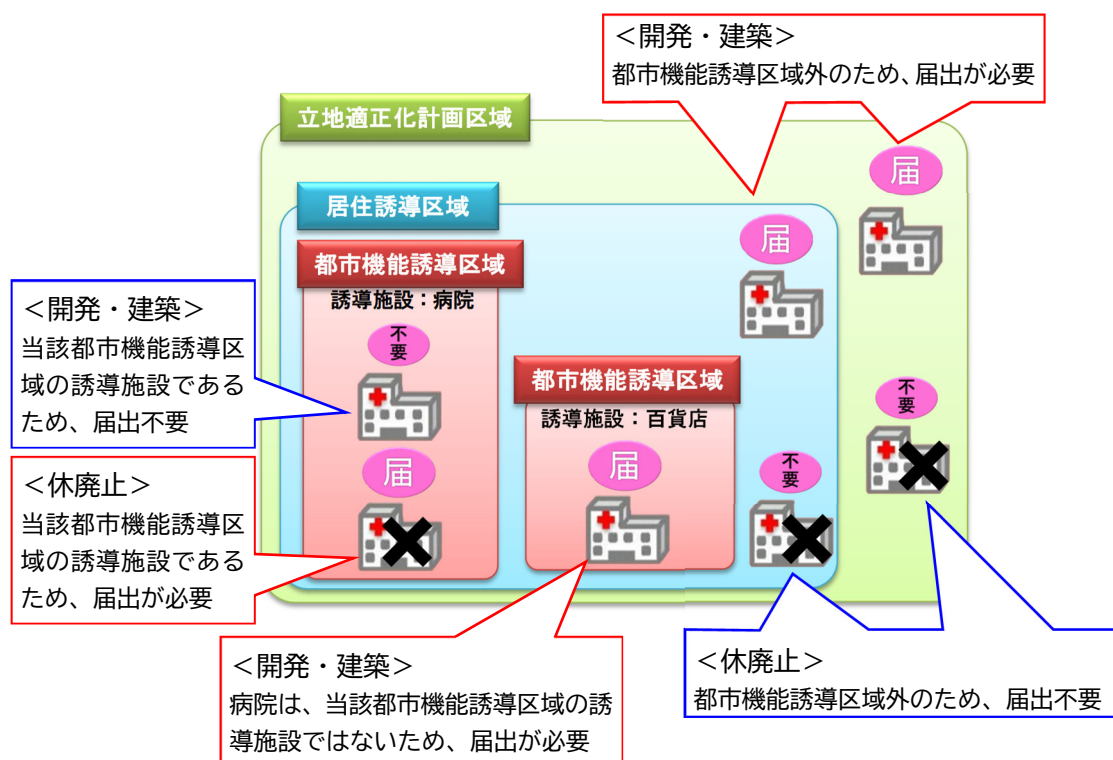 ＜開発・建築＞
都市機能誘導区域外のため、届出が必要
立地適正化計画区域
届
居住誘導区域
届
都市機能誘導区域
誘導施設：病院
不要
＜開発・建築＞
当該都市機能誘導区
域の誘導施設である
ため、届出不要
都市機能誘導区域
誘導施設：百貨店
不要
届
届
不要
＜休廃止＞
当該都市機能誘導区
域の誘導施設である
ため、届出が必要
＜開発・建築＞
病院は、当該都市機能誘導区域の誘
導施設ではないため、届出が必要
＜休廃止＞
都市機能誘導区域外のため、届出不要